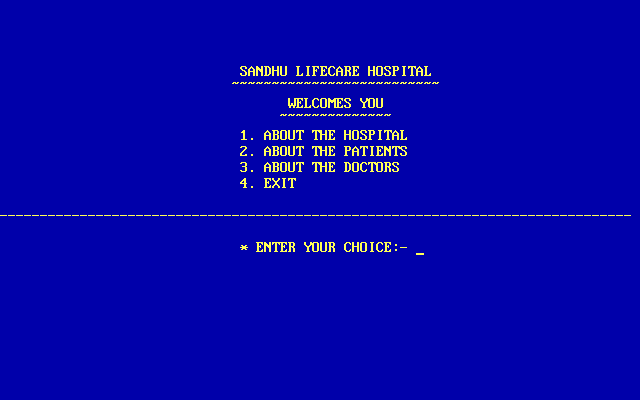 SANDHU LIFECARE HOSPITAL
~~~~~~~~~~~~~~~~~~~~~~~~~~
WELCOMES YOU
~~~~~~~~~~~~~~
1. ABOUT THE HOSPITAL
2. ABOUT THE PATIENTS
3. ABOUT THE DOCTORS
4. EXIT
-------------------------------------------------------------------------------
* ENTER YOUR CHOICE:- _